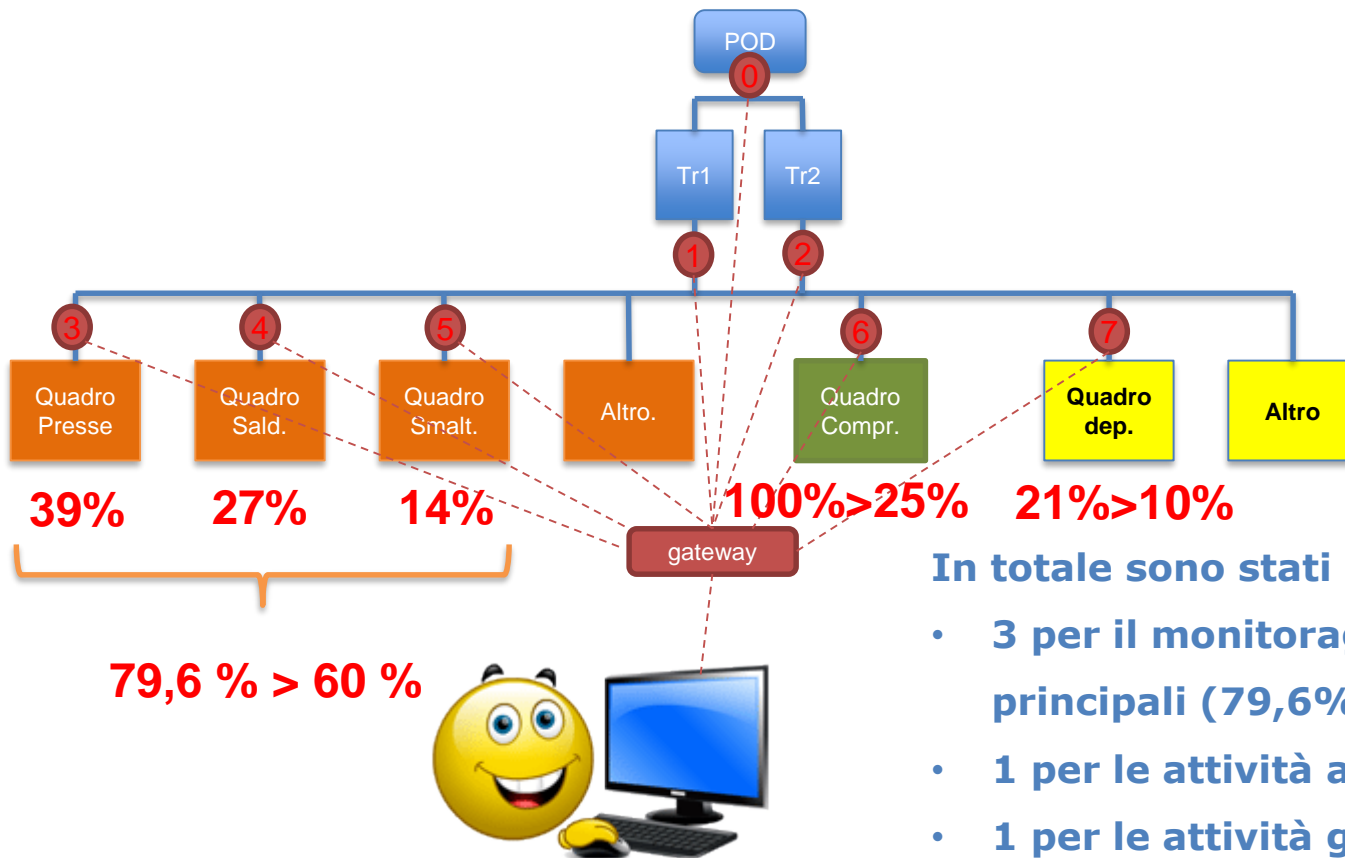 POD
0
Tr1
Tr2
1
2
3
4
5
6
7
Quadro
Presse
Quadro
Sald.
Quadro
Smalt.
Altro.
Quadro
Compr.
Quadro
dep.
Altro
39%
27%
14%
100%>25%
21%>10%
gateway
79,6 % > 60 %
In totale sono stati
• 3 per il
principali (79,6%
• 1 per le attività
• 1 per le attività